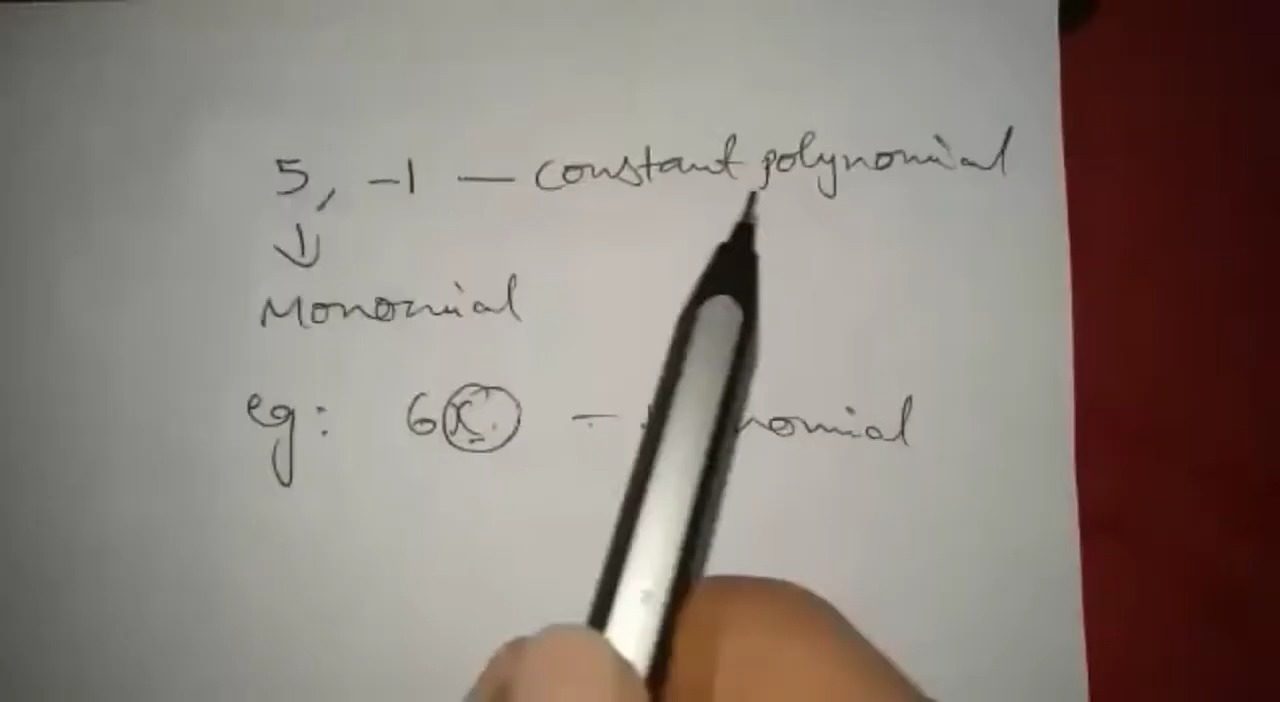 5, -1 — constant polynomial
↓
Monomial
eg: 6x -